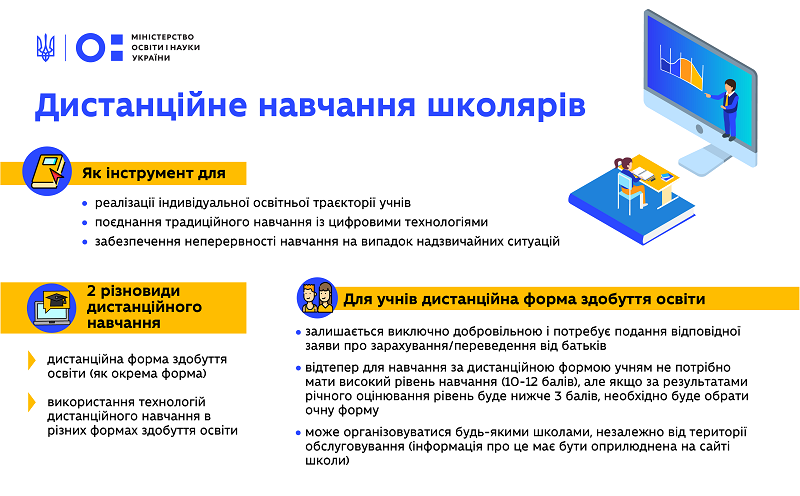 МІНІСТЕРСТВО
ОСВІТИ І НАУКИ
УКРАЇНИ
Дистанційне навчання школярів
Як інструмент для
• реалізації індивідуальної освітньої траєкторії учнів
• поєднання традиційного навчання із цифровими технологіями
• забезпечення неперервності навчання на випадок надзвичайних ситуацій
2 різновиди
дистанційного
навчання
дистанційна форма здобуття
освіти (як окрема форма)
використання технологій
дистанційного навчання в
різних формах здобуття освіти
Для учнів дистанційна форма здобуття освіти
• залишається виключно добровільною і потребує подання відповідної
заяви про зарахування/переведення від батьків
• відтепер для навчання за дистанційною формою учням не потрібно
мати високий рівень навчання (10-12 балів), але якщо за результатами
річного оцінювання рівень буде нижче 3 балів, необхідно буде обрати
очну форму
• може організовуватися будь-якими школами, незалежно від території
обслуговування (інформація про це має бути оприлюднена на сайті
школи)